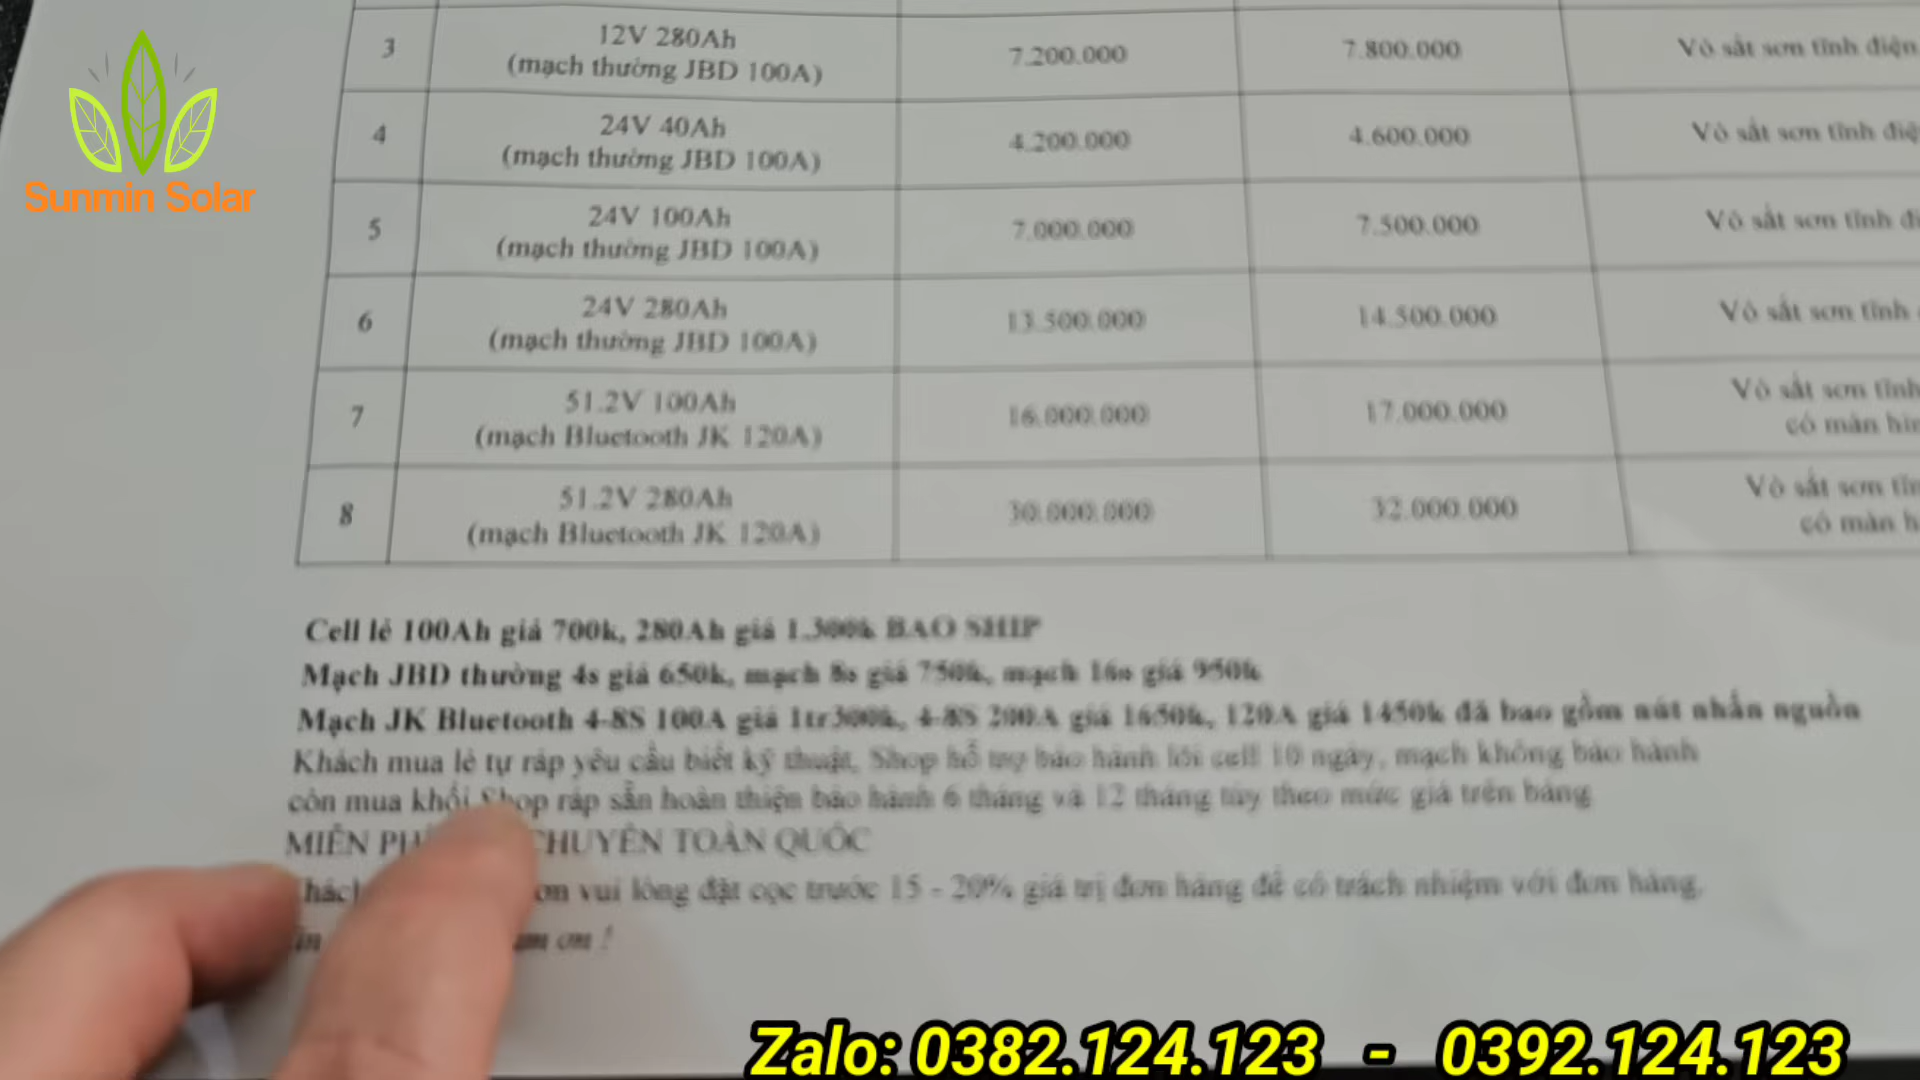 Sunmin Solar
3 12V 280Ah 7.200.000 7.800.000 Vỏ sắt sơn tĩnh điện
(mạch thường JBD 100A)
4 24V 40Ah 4.200.000 4.600.000 Vỏ sắt sơn tĩnh điệ
(mạch thường JBD 100A)
5 24V 100Ah 7.000.000 7.500.000 Vỏ sắt sơn tĩnh đi
(mạch thường JBD 100A)
6 24V 280Ah 13.500.000 14.500.000 Vỏ sắt sơn tĩnh
(mạch thường JBD 100A)
7 51.2V 100Ah 16.000.000 17.000.000 Vỏ sắt sơn tĩnh
(mạch Bluetooth JK 120A) có màn hìn
8 51.2V 280Ah 30.000.000 32.000.000 Vỏ sắt sơn tĩn
(mạch Bluetooth JK 120A) có màn h
Cell lẻ 100Ah giá 700k, 280Ah giá BAO SHIP
Mạch JBD thường 4s giá 650k, mạch 8s giá 750k, mạch 16s giá 950k
Mạch JK Bluetooth 4-8S 100A giá 1tr300k, 4-8S 200A giá 1650k, 120A giá 1450k đã bao gồm nút nhấn nguồn
Khách mua lẻ tự ráp yêu cầu biết kỹ thuật, Shop hỗ trợ bảo hành lỗi cell 10 ngày, mạch không bảo hành
còn mua khối Shop ráp sẵn hoàn thiện bảo hành 6 tháng và 12 tháng tùy theo mức giá trên bảng
MIỄN PH CHUYỂN TOÀN QUỐC
hác ơn vui lòng đặt cọc trước 15 - 20% giá trị đơn hàng để có trách nhiệm với đơn hàng.
ơn !
Zalo: 0382.124.123 - 0392.124.123